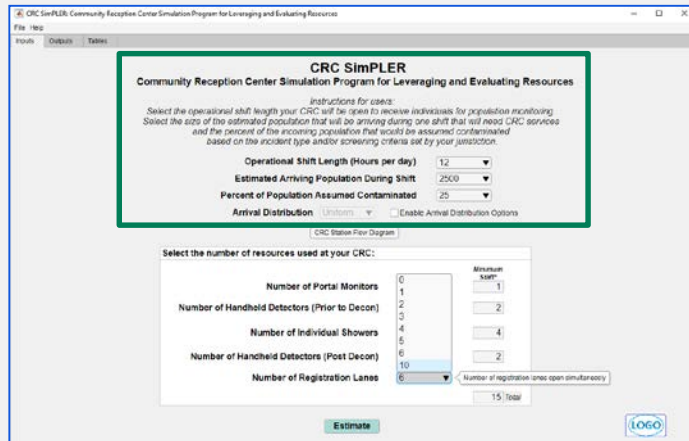 CRC SimPLER: Community Reception Center Simulation Program for Leveraging and Evaluating Resources
File Help
Inputs Outputs Tables
CRC SimPLER
Community Reception Center Simulation Program for Leveraging and Evaluating Resources
Instructions for users:
Select the operational shift length your CRC will be open to receive individuals for population monitoring.
Select the size of the estimated population that will be arriving during one shift that will need CRC services
and the percent of the incoming population that would be assumed contaminated
based on the incident type and/or screening criteria set by your jurisdiction.
Operational Shift Length (Hours per day) 12
Estimated Arriving Population During Shift 2500
Percent of Population Assumed Contaminated 25
Arrival Distribution Uniform Enable Arrival Distribution Options
CRC Station Flow Diagram
Select the number of resources used at your CRC:
Minimum
Staff*
0
Number of Portal Monitors 1 1
2
Number of Handheld Detectors (Prior to Decon) 3 2
4
Number of Individual Showers 5 4
6
Number of Handheld Detectors (Post Decon) 10 2
Number of Registration Lanes 6 Number of registration lanes open simultaneously
15 Total
Estimate
LOGO